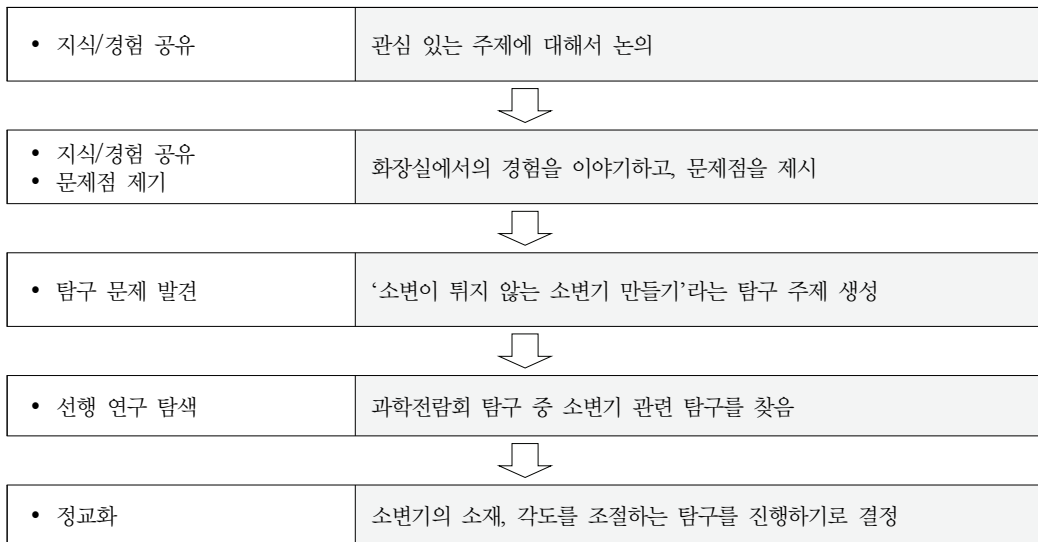 • 지식/경험 공유
관심 있는 주제에 대해서 논의
• 지식/경험 공유
• 문제점 제기
화장실에서의 경험을 이야기하고, 문제점을 제시
• 탐구 문제 발견
‘소변이 튀지 않는 소변기 만들기’라는 탐구 주제 생성
• 선행 연구 탐색
과학전람회 탐구 중 소변기 관련 탐구를 찾음
• 정교화
소변기의 소재, 각도를 조절하는 탐구를 진행하기로 결정